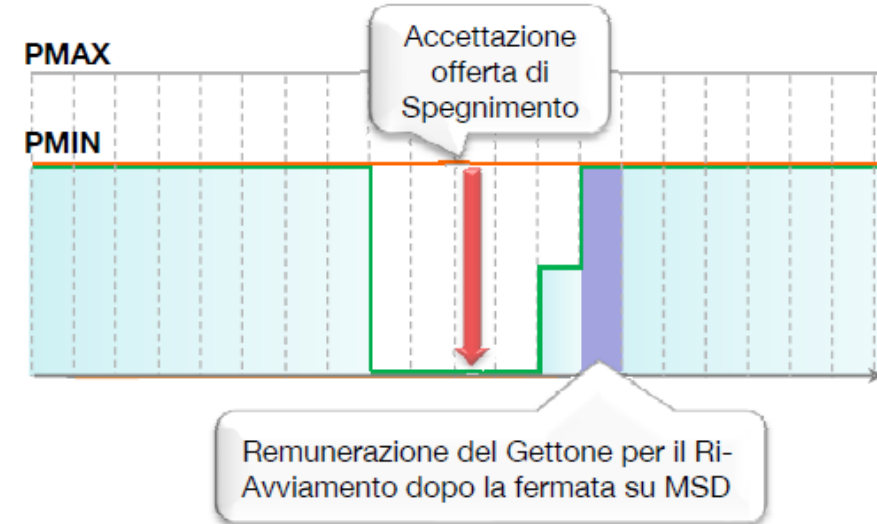 Accettazione
offerta di
Spegnimento
PMAX
PMIN
Remunerazione del Gettone per il Ri-
Avviamento dopo la fermata su MSD